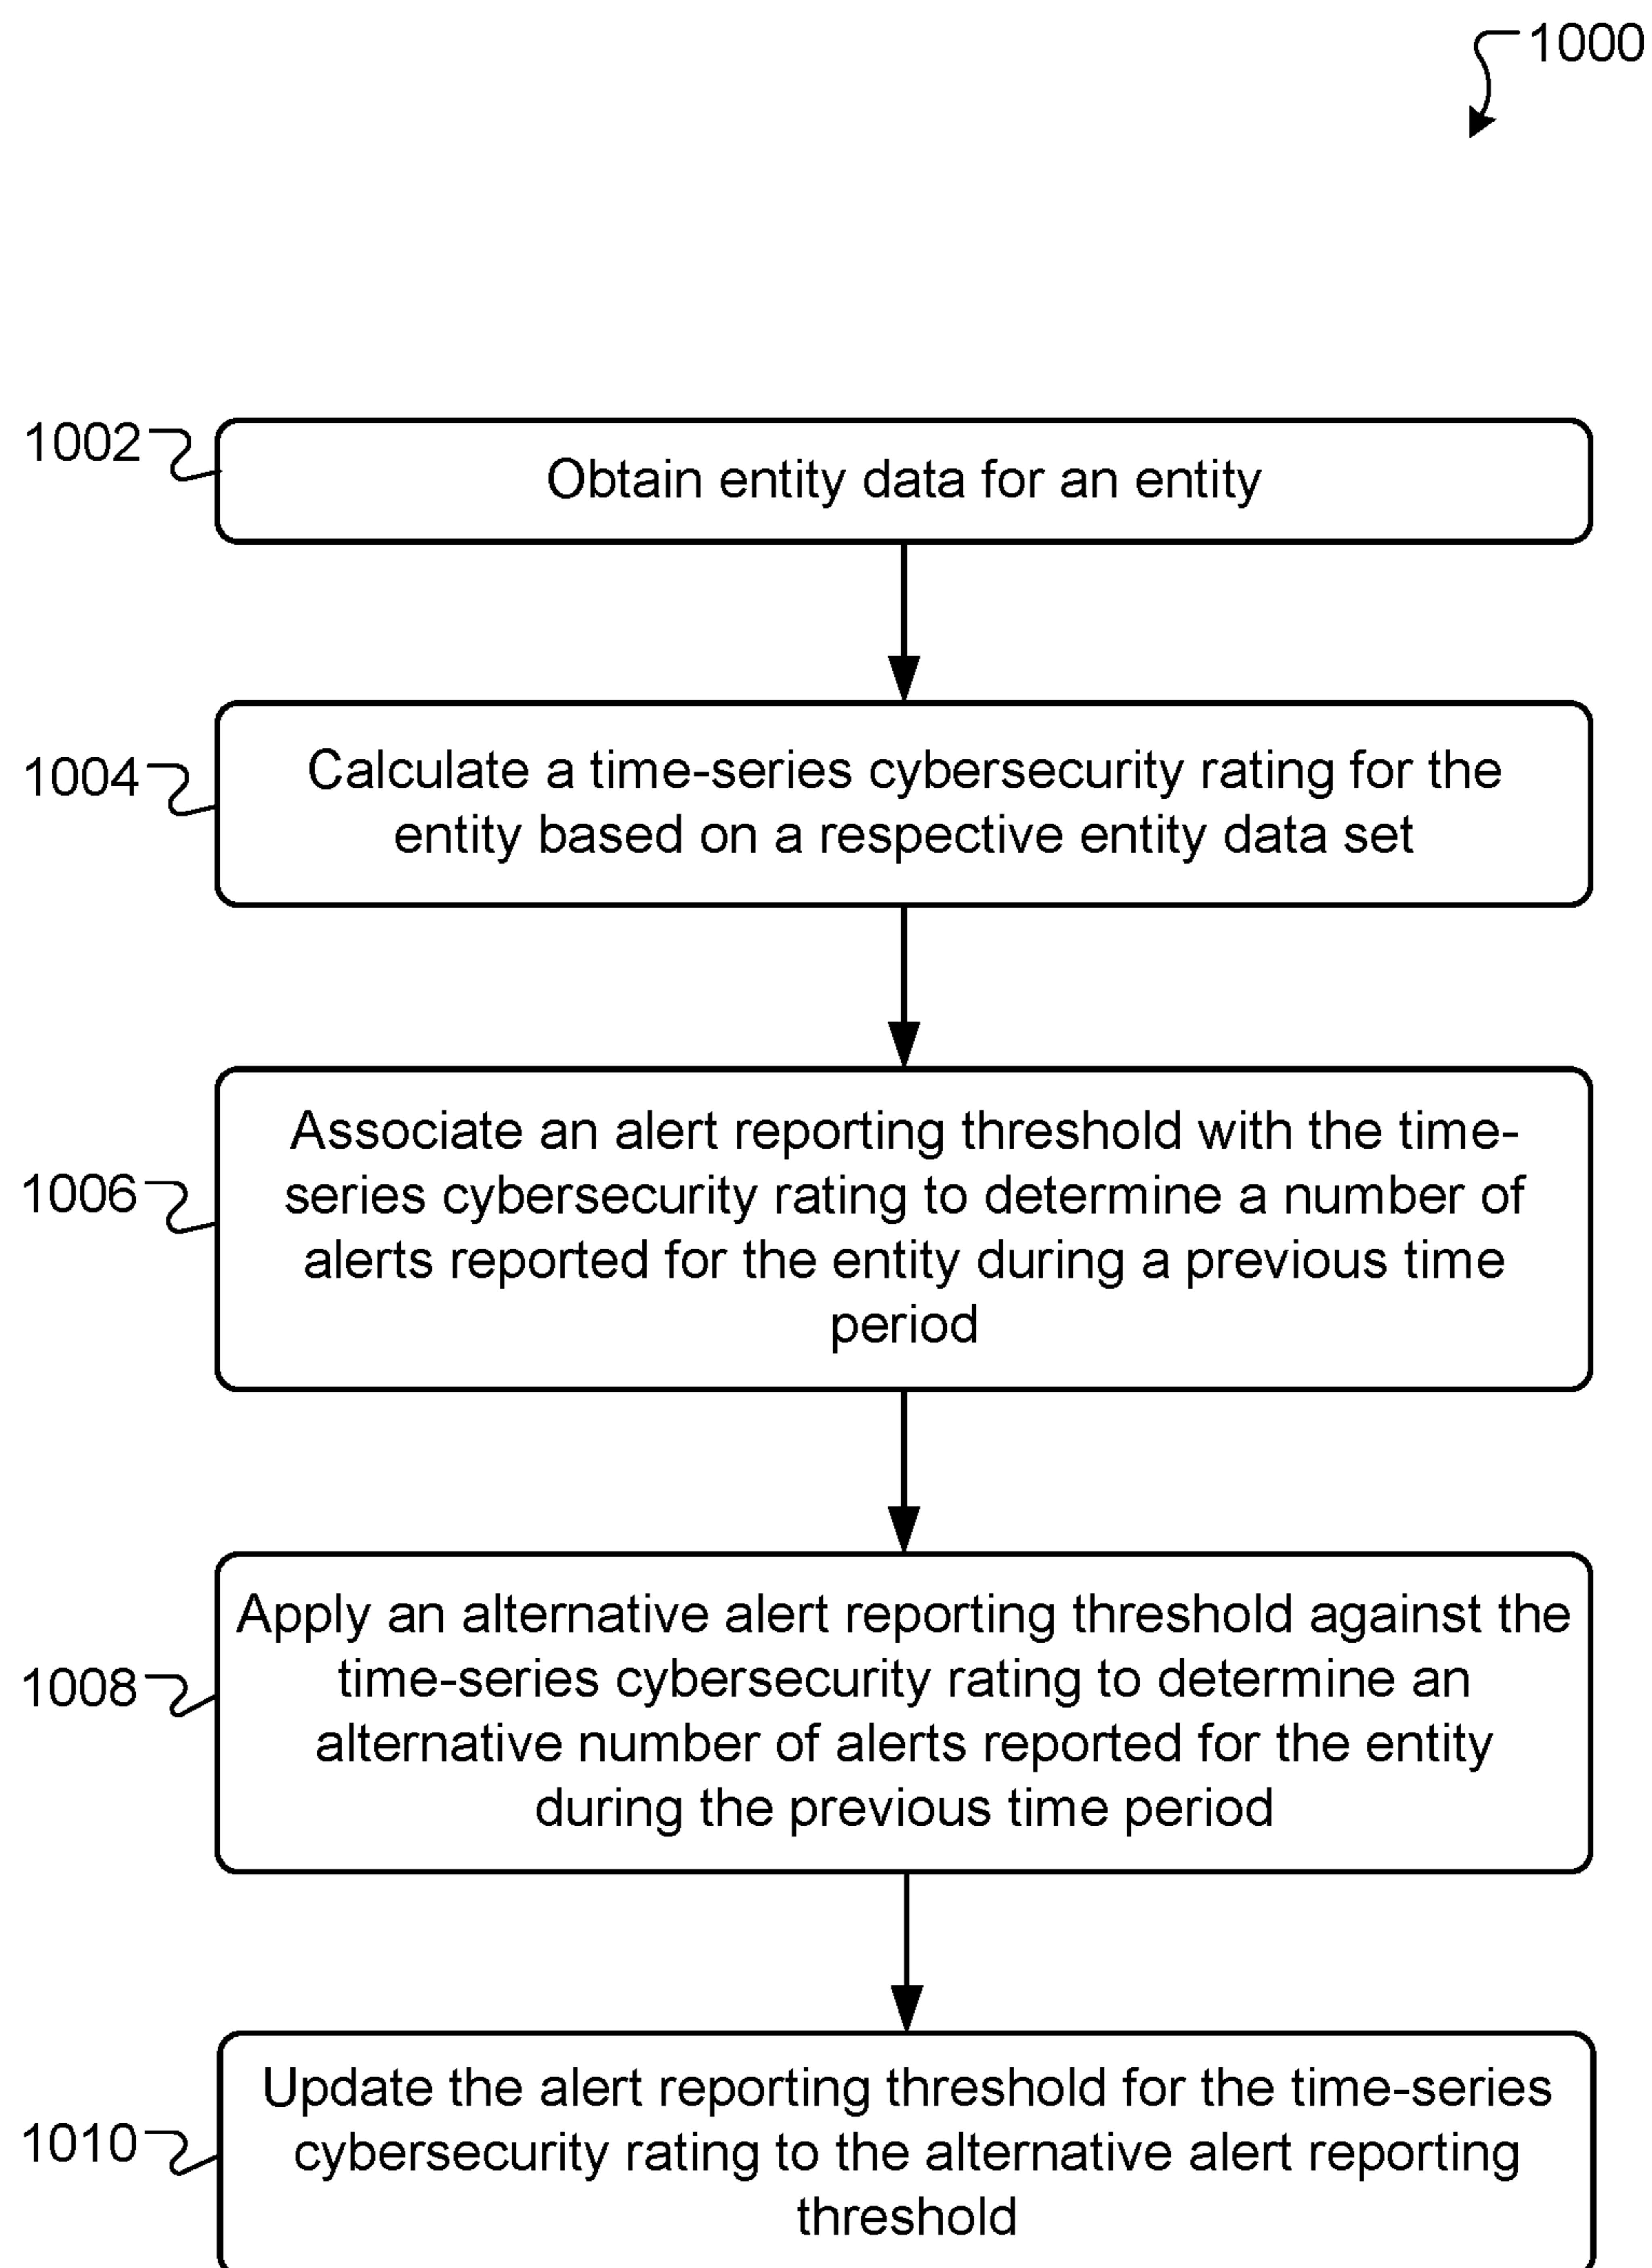 1000
1002
Obtain entity data for an entity
1004
Calculate a time-series cybersecurity rating for the
entity based on a respective entity data set
1006
Associate an alert reporting threshold with the time-
series cybersecurity rating to determine a number of
alerts reported for the entity during a previous time
period
1008
Apply an alternative alert reporting threshold against the
time-series cybersecurity rating to determine an
alternative number of alerts reported for the entity
during the previous time period
1010
Update the alert reporting threshold for the time-series
cybersecurity rating to the alternative alert reporting
threshold